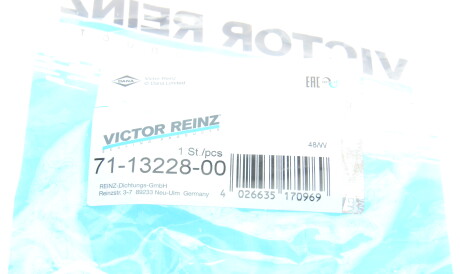 VICTOR REINZ
DANA
EAC
VICTOR REINZ
1 St./pcs
48/W
71-13228-00
REINZ-Dichtungs-GmbH
Reinzstr. 3-7 89233 Neu-Ulm, Germany
4 026635 170969